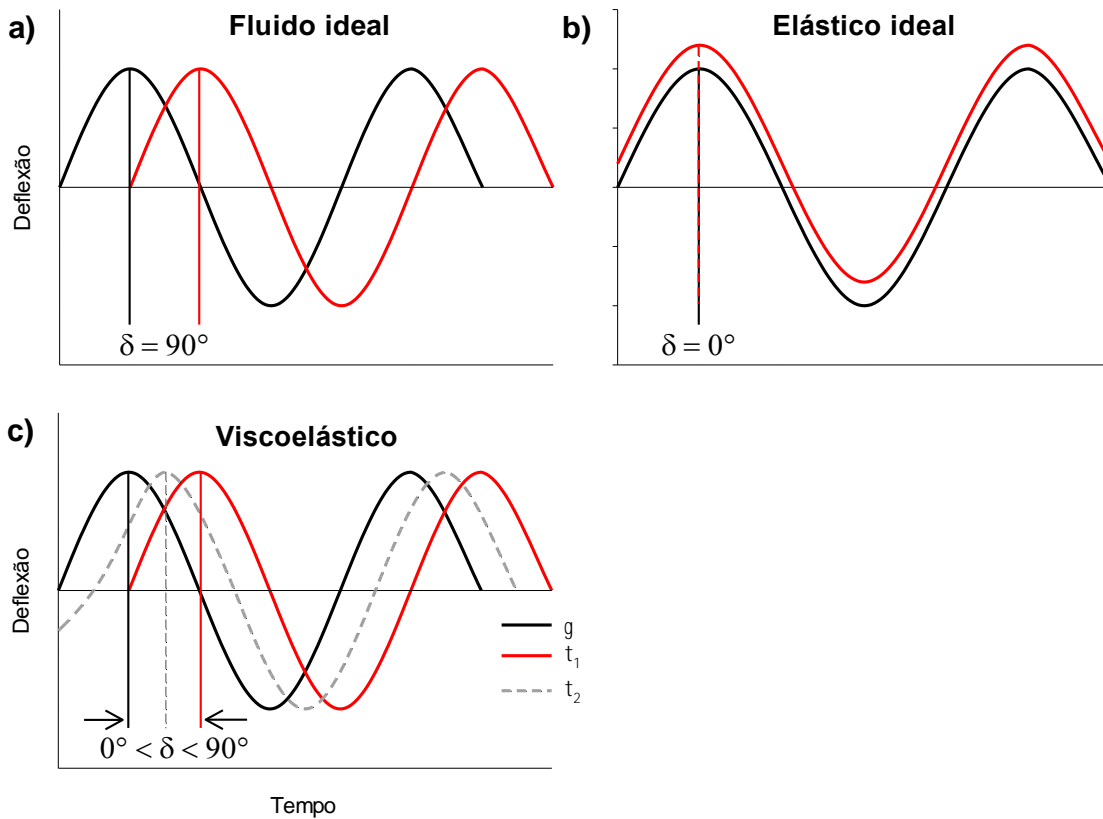 a)
Fluido ideal
Deflexão
δ = 90°
b)
Elástico ideal
δ = 0°
c)
Viscoelástico
Deflexão
0° < δ < 90°
g
t₁
t₂
Tempo